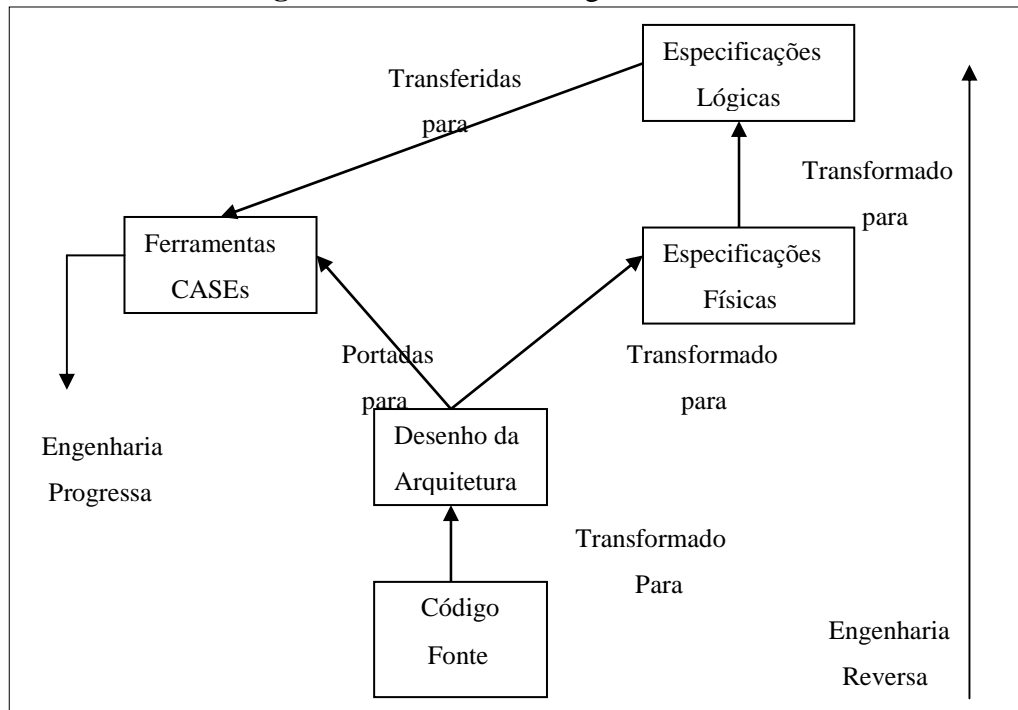 Especificações
Lógicas
Transferidas
para
Transformado
para
Ferramentas
CASEs
Especificações
Físicas
Portadas
para
Transformado
para
Desenho da
Arquitetura
Engenharia
Progressa
Transformado
Para
Código
Fonte
Engenharia
Reversa